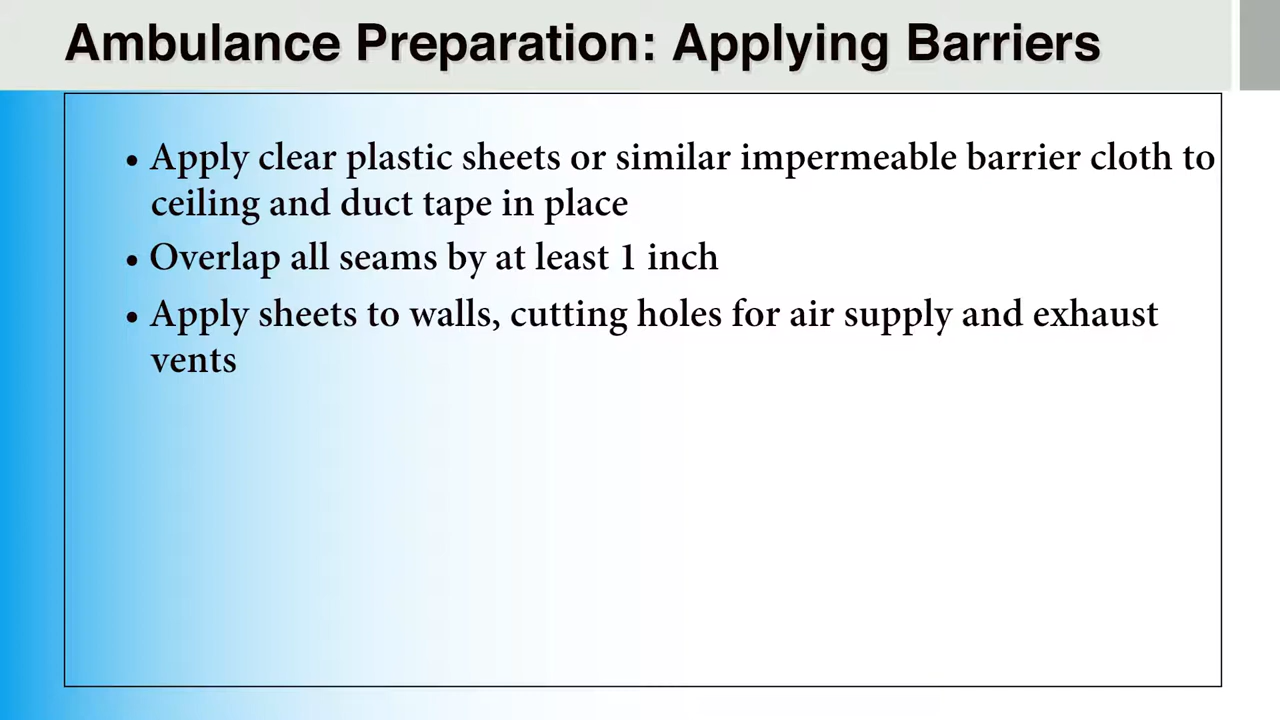 Ambulance Preparation: Applying Barriers
• Apply clear plastic sheets or similar impermeable barrier cloth to
ceiling and duct tape in place
• Overlap all seams by at least 1 inch
• Apply sheets to walls, cutting holes for air supply and exhaust
vents